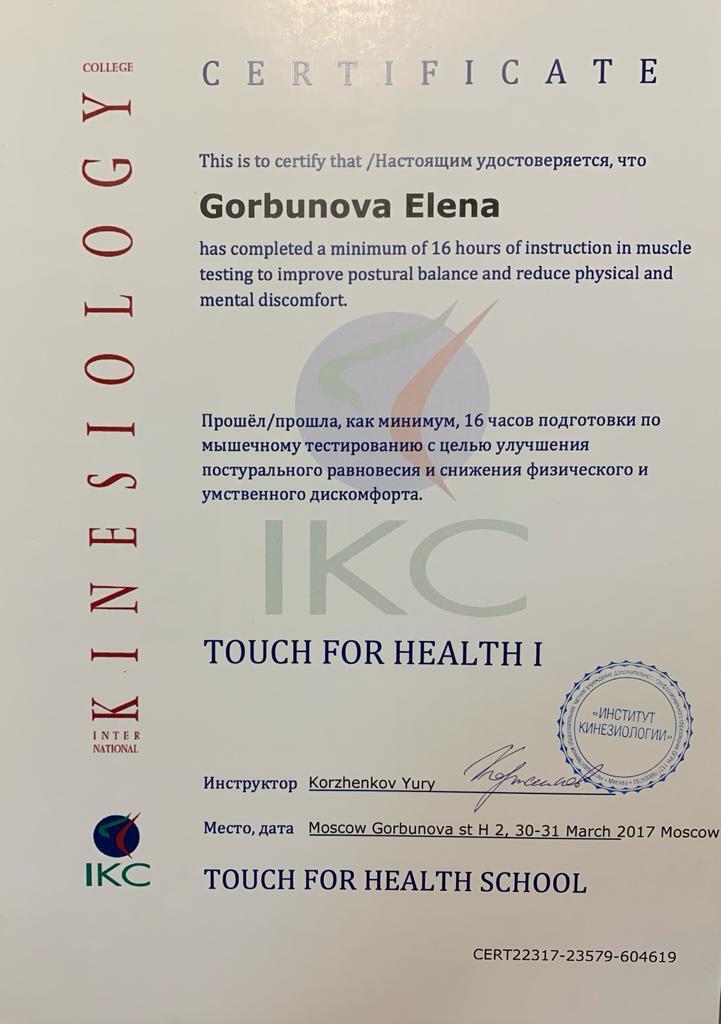 COLLEGE
KINESIOLOGY
INTER
NATIONAL
CERTIFICATE
This is to certify that /Настоящим удостоверяется, что
Gorbunova Elena
has completed a minimum of 16 hours of instruction in muscle
testing to improve postural balance and reduce physical and
mental discomfort.
Прошёл/прошла, как минимум, 16 часов подготовки по
мышечному тестированию с целью улучшения
постурального равновесия и снижения физического и
умственного дискомфорта.
IKC
TOUCH FOR HEALTH I
«ИНСТИТУТ
КИНЕЗИОЛОГИИ»
Инструктор Korzhenkov Yury
Место, дата Moscow Gorbunova st H 2, 30-31 March 2017 Moscow
IKC
TOUCH FOR HEALTH SCHOOL
CERT22317-23579-604619